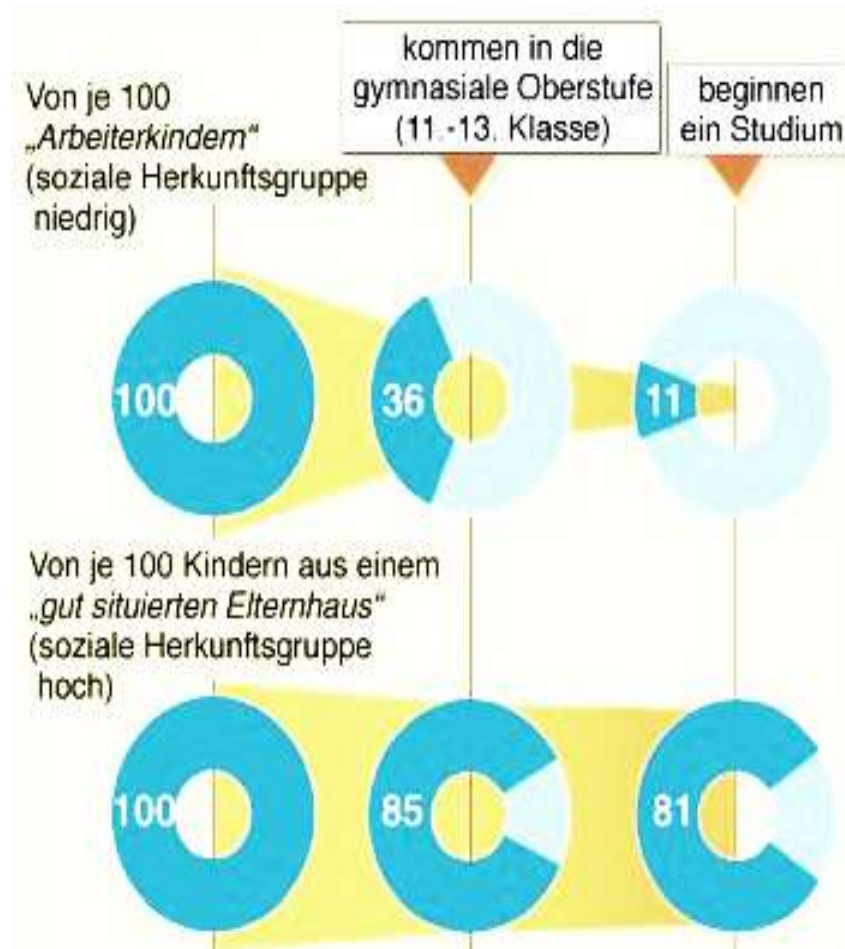 kommen in die
gymnasiale Oberstufe
(11.-13. Klasse)
beginnen
ein Studium
Von je 100
„Arbeiterkindern“
(soziale Herkunftsgruppe
niedrig)
100
36
11
Von je 100 Kindern aus einem
„gut situierten Elternhaus“
(soziale Herkunftsgruppe
hoch)
100
85
81